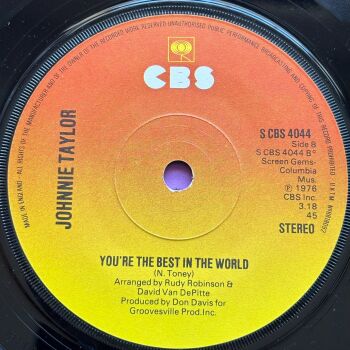 ALL RIGHTS OF THE MANUFACTURER AND OF THE OWNER OF THE RECORDED WORK RESERVED. UNAUTHORISED PUBLIC PERFORMANCE, BROADCASTING AND COPYING OF THIS RECORD PROHIBITED
MADE IN ENGLAND
CBS
JOHNNIE TAYLOR
S CBS 4044
Side B
S CBS 4044 B°
Screen Gems-
Columbia
Mus.
℗ 1976
CBS Inc.
3.18
45
STEREO
YOU'RE THE BEST IN THE WORLD
(N. Toney)
Arranged by Rudy Robinson &
David Van DePitte
Produced by Don Davis for
Groovesville Prod.Inc.